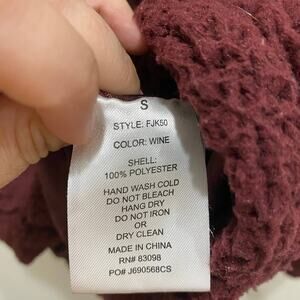 S
STYLE: FJK50
COLOR: WINE
SHELL:
100% POLYESTER
HAND WASH COLD
DO NOT BLEACH
HANG DRY
DO NOT IRON
OR
DRY CLEAN
MADE IN CHINA
RN# 83098
PO# J690568CS